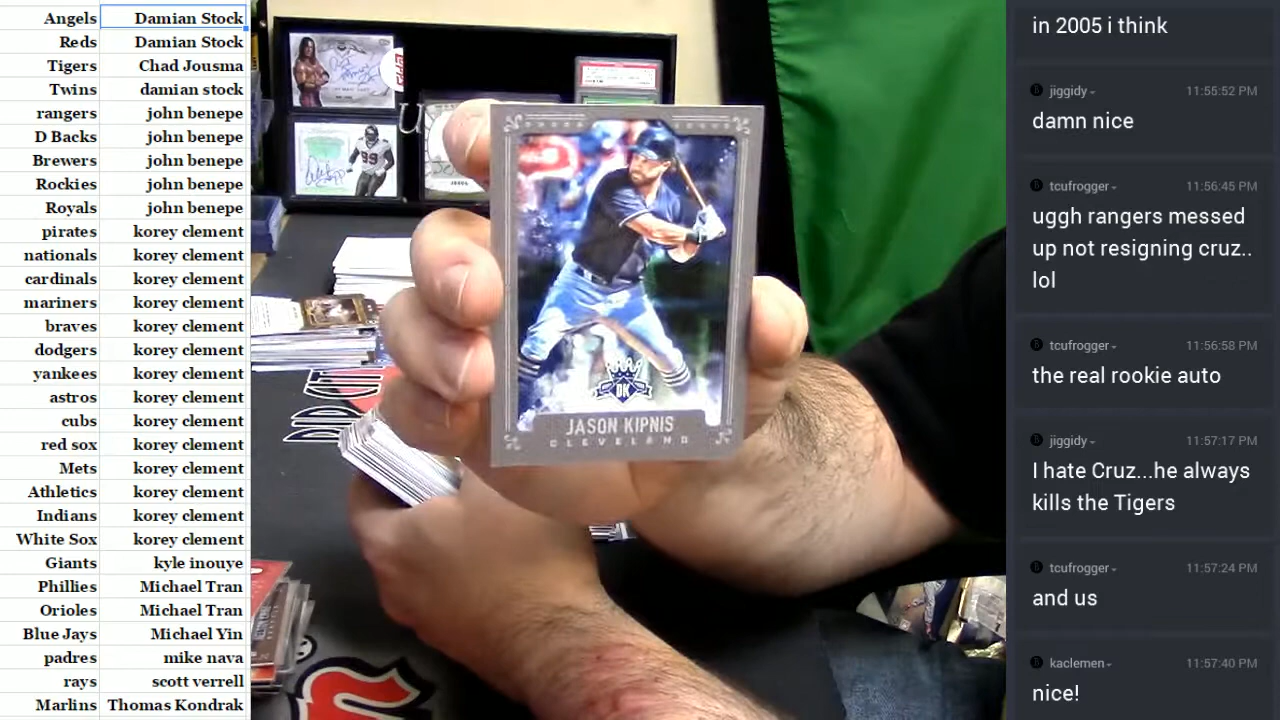 Angels Damian Stock
Reds Damian Stock
Tigers Chad Jousma
Twins damian stock
rangers john benepe
D Backs john benepe
Brewers john benepe
Rockies john benepe
Royals john benepe
pirates korey clement
nationals korey clement
cardinals korey clement
mariners korey clement
braves korey clement
dodgers korey clement
yankees korey clement
astros korey clement
cubs korey clement
red sox korey clement
Mets korey clement
Athletics korey clement
Indians korey clement
White Sox korey clement
Giants kyle inouye
Phillies Michael Tran
Orioles Michael Tran
Blue Jays Michael Yin
padres mike nava
rays scott verrell
Marlins Thomas Kondrak
99
DK
JASON KIPNIS
CLEVELAND
in 2005 i think
jiggidy 11:55:52 PM
damn nice
tcufrogger 11:56:45 PM
uggh rangers messed
up not resigning cruz..
lol
tcufrogger 11:56:58 PM
the real rookie auto
jiggidy 11:57:17 PM
I hate Cruz...he always
kills the Tigers
tcufrogger 11:57:24 PM
and us
kaclemen 11:57:40 PM
nice!